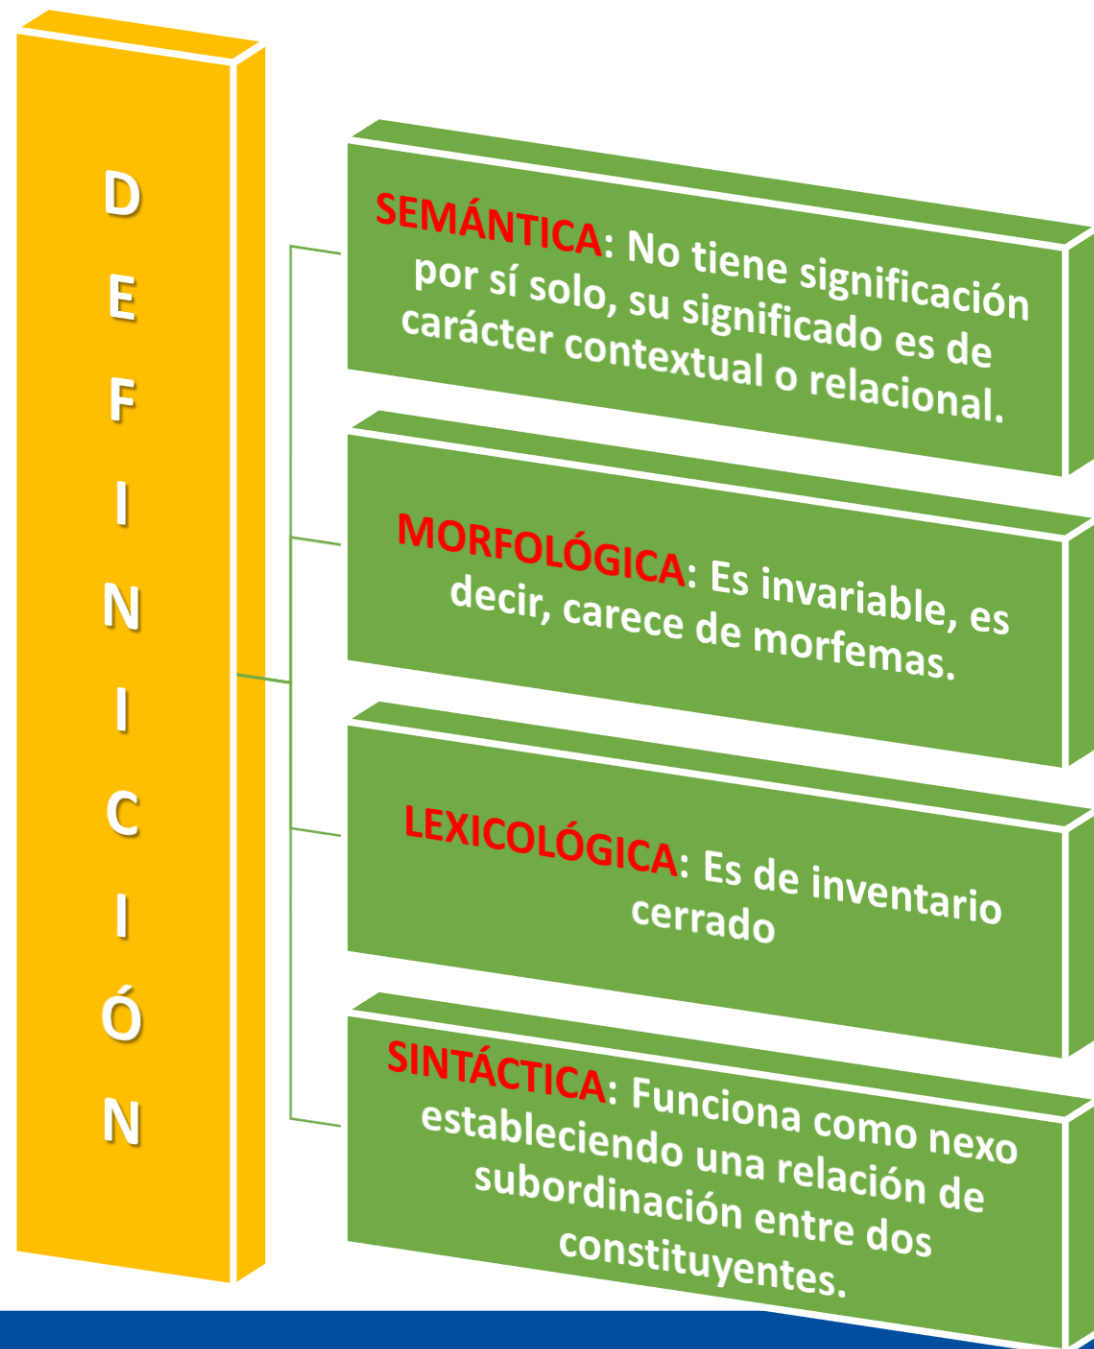 DEFINICIÓN
SEMÁNTICA: No tiene significación
por sí solo, su significado es de
carácter contextual o relacional.
MORFOLÓGICA: Es invariable, es
decir, carece de morfemas.
LEXICOLÓGICA: Es de inventario
cerrado
SINTÁCTICA: Funciona como nexo
estableciendo una relación de
subordinación entre dos
constituyentes.